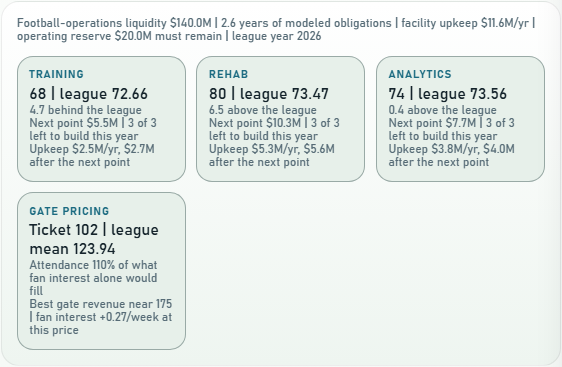 Football-operations liquidity $140.0M | 2.6 years of modeled obligations | facility upkeep $11.6M/yr |
operating reserve $20.0M must remain | league year 2026
TRAINING
68 | league 72.66
4.7 behind the league
Next point $5.5M | 3 of 3
left to build this year
Upkeep $2.5M/yr, $2.7M
after the next point
REHAB
80 | league 73.47
6.5 above the league
Next point $10.3M | 3 of 3
left to build this year
Upkeep $5.3M/yr, $5.6M
after the next point
ANALYTICS
74 | league 73.56
0.4 above the league
Next point $7.7M | 3 of 3
left to build this year
Upkeep $3.8M/yr, $4.0M
after the next point
GATE PRICING
Ticket 102 | league
mean 123.94
Attendance 110% of what
fan interest alone would
fill
Best gate revenue near 175
| fan interest +0.27/week at
this price